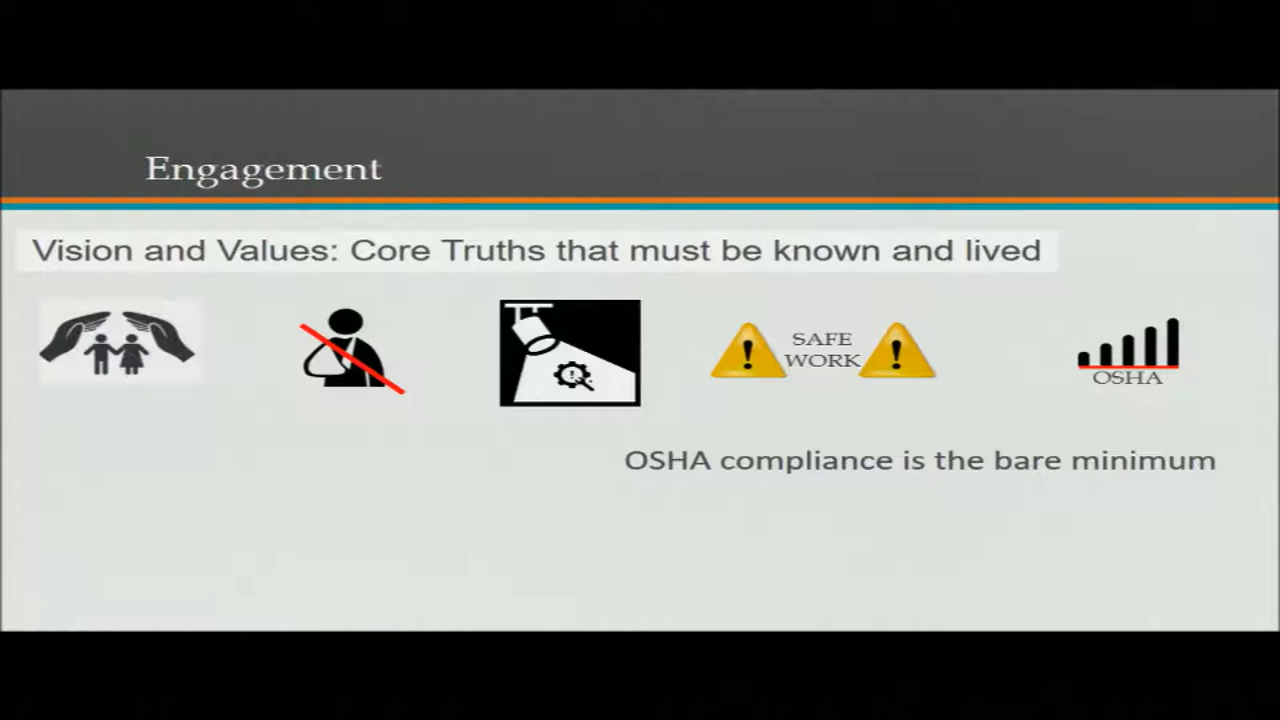 Engagement
Vision and Values: Core Truths that must be known and lived
SAFE
WORK
OSHA
OSHA compliance is the bare minimum